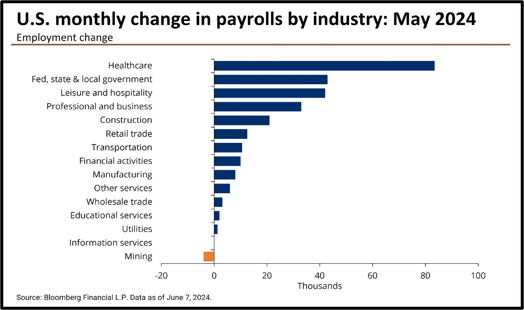 U.S. monthly change in payrolls by industry: May 2024
Employment change
Healthcare
Fed, state & local government
Leisure and hospitality
Professional and business
Construction
Retail trade
Transportation
Financial activities
Manufacturing
Other services
Wholesale trade
Educational services
Utilities
Information services
Mining
-20 0 20 40 60 80 100
Thousands
Source: Bloomberg Financial L.P. Data as of June 7, 2024.